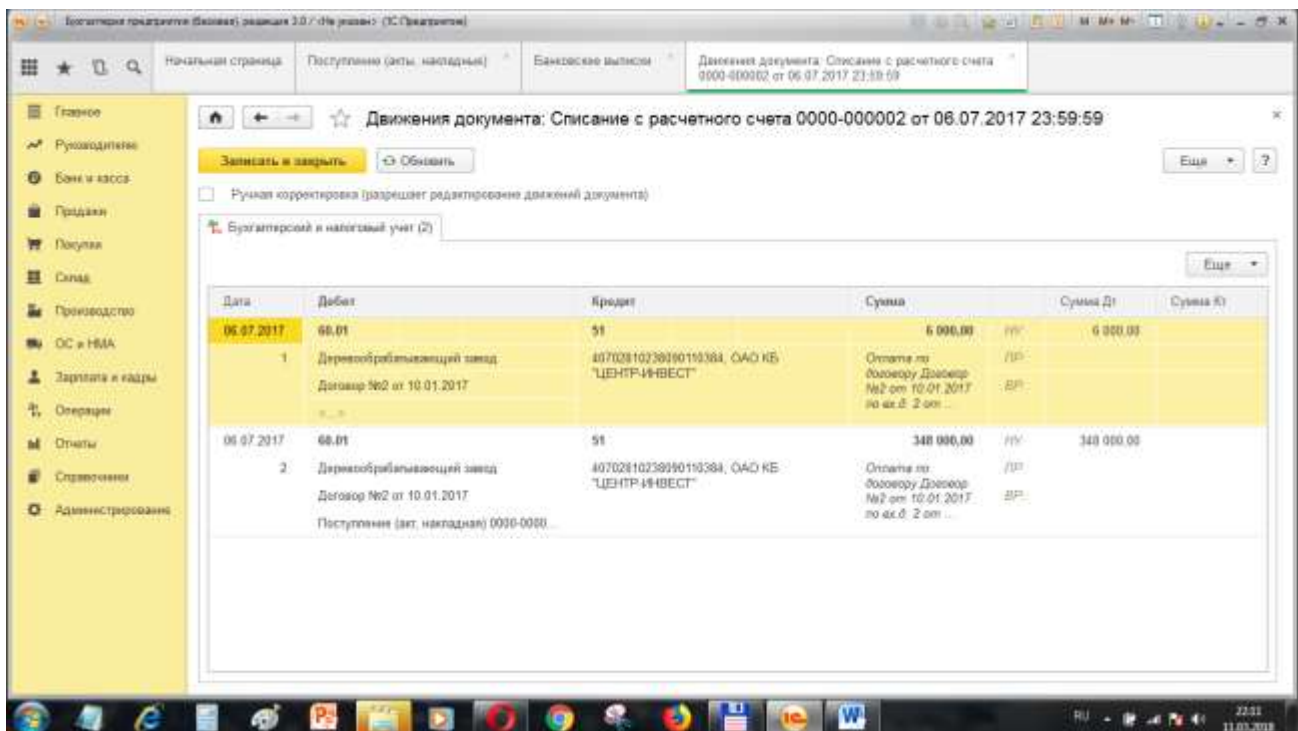 Бухгалтерия предприятия (базовая), редакция 3.0 / <Не указан> (1С:Предприятие)
M M+ M-
Начальная страница
Поступление (акты, накладные)
Банковские выписки
Движения документа: Списание с расчетного счета
0000-000002 от 06.07.2017 23:59:59
Главное
Руководителю
Банк и касса
Продажи
Покупки
Склад
Производство
ОС и НМА
Зарплата и кадры
Операции
Отчеты
Справочники
Администрирование
Движения документа: Списание с расчетного счета 0000-000002 от 06.07.2017 23:59:59
Записать и закрыть
Обновить
Еще
?
Ручная корректировка (разрешает редактирование движений документа)
Бухгалтерский и налоговый учет (2)
Еще
Дата Дебет Кредит Сумма Сумма Дт Сумма Кт
06.07.2017 60.01 51 6 000,00 НУ: 6 000,00
1 Деревообрабатывающий завод 40702810238090110384, ОАО КБ Оплата по ПР:
Договор №2 от 10.01.2017 "ЦЕНТР-ИНВЕСТ" договору Договор ВР:
№2 от 10.01.2017
<...> по вх.д. 2 от ...
06.07.2017 60.01 51 348 000,00 НУ: 348 000,00
2 Деревообрабатывающий завод 40702810238090110384, ОАО КБ Оплата по ПР:
Договор №2 от 10.01.2017 "ЦЕНТР-ИНВЕСТ" договору Договор ВР:
№2 от 10.01.2017
Поступление (акт, накладная) 0000-0000... по вх.д. 2 от ...
RU
22:11
11.03.2018